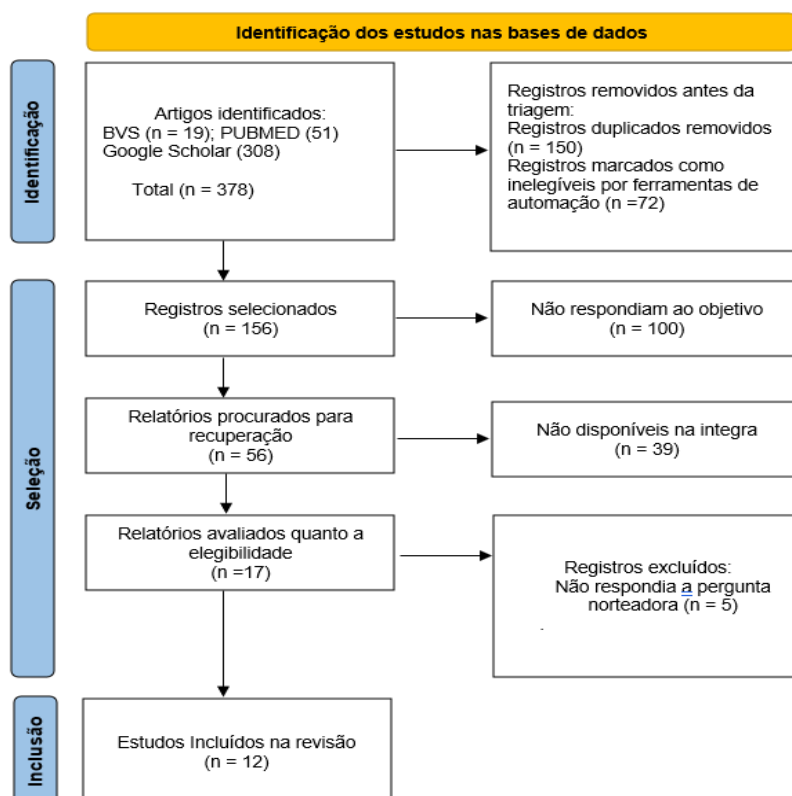 Identificação dos estudos nas bases de dados
Identificação
Artigos identificados:
BVS (n = 19); PUBMED (51)
Google Scholar (308)
Total (n = 378)
Registros removidos antes da
triagem:
Registros duplicados removidos
(n = 150)
Registros marcados como
inelegíveis por ferramentas de
automação (n =72)
Seleção
Registros selecionados
(n = 156)
Não respondiam ao objetivo
(n = 100)
Relatórios procurados para
recuperação
(n = 56)
Não disponíveis na integra
(n = 39)
Relatórios avaliados quanto a
elegibilidade
(n =17)
Registros excluídos:
Não respondia a pergunta
norteadora (n = 5)
.
Inclusão
Estudos Incluídos na revisão
(n = 12)